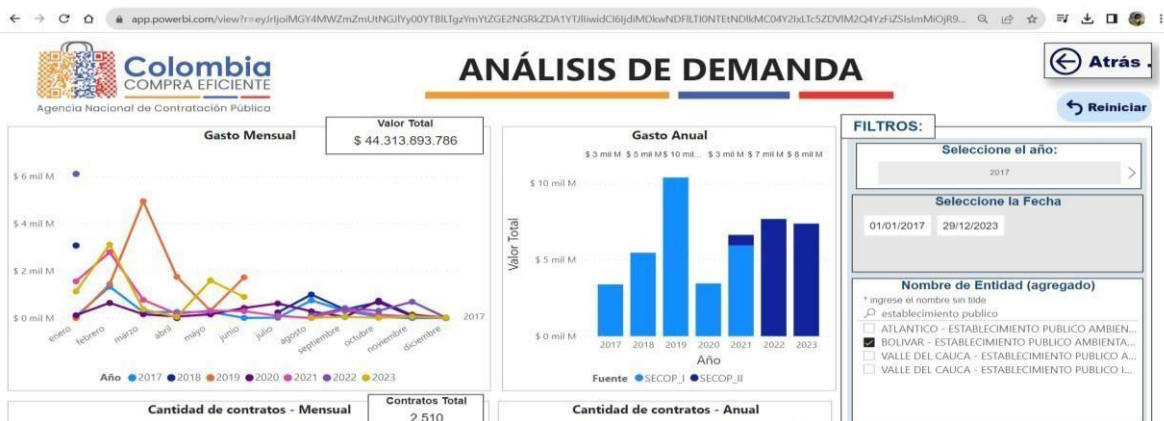 Colombia
COMPRA EFICIENTE
Agencia Nacional de Contratación Pública
ANÁLISIS DE DEMANDA
Atrás .
Reiniciar
Gasto Mensual
Valor Total
$ 44.313.893.786
$ 6 mil M
$ 4 mil M
$ 2 mil M
$ 0 mil M
enero
febrero
marzo
abril
mayo
junio
julio
agosto
septiembre
octubre
noviembre
diciembre
2017
Año 2017 2018 2019 2020 2021 2022 2023
Gasto Anual
$ 3 mil M $ 5 mil M $ 10 mil... $ 3 mil M $ 7 mil M $ 8 mil M
$ 10 mil M
$ 5 mil M
$ 0 mil M
Valor Total
2017 2018 2019 2020 2021 2022 2023
Año
Fuente SECOP_I SECOP_II
FILTROS:
Seleccione el año:
2017
Seleccione la Fecha
01/01/2017 29/12/2023
Nombre de Entidad (agregado)
* ingrese el nombre sin tilde
establecimiento publico
ATLANTICO - ESTABLECIMIENTO PUBLICO AMBIEN...
BOLIVAR - ESTABLECIMIENTO PUBLICO AMBIENTA...
VALLE DEL CAUCA - ESTABLECIMIENTO PUBLICO A...
VALLE DEL CAUCA - ESTABLECIMIENTO PUBLICO I...
Cantidad de contratos - Mensual
Contratos Total
2.510
Cantidad de contratos - Anual